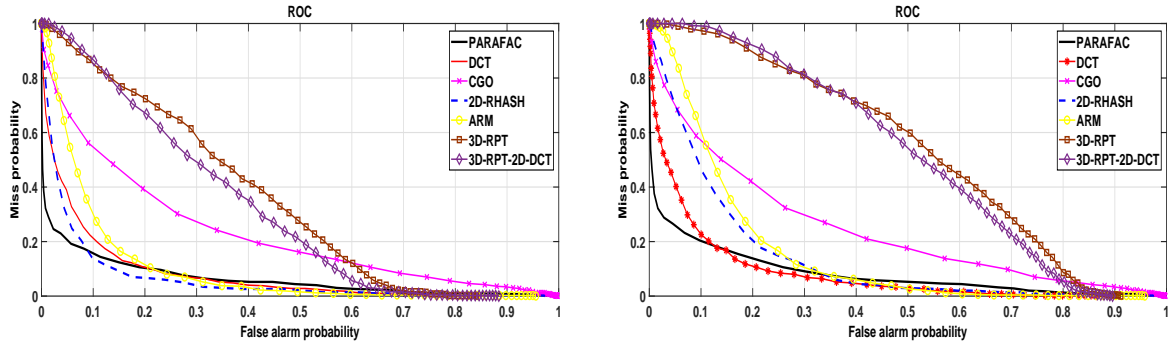 ROC
Miss probability
1
0.8
0.6
0.4
0.2
0
0 0.1 0.2 0.3 0.4 0.5 0.6 0.7 0.8 0.9 1
False alarm probability
PARAFAC
DCT
CGO
2D-RHASH
ARM
3D-RPT
3D-RPT-2D-DCT
ROC
Miss probability
1
0.8
0.6
0.4
0.2
0
0 0.1 0.2 0.3 0.4 0.5 0.6 0.7 0.8 0.9 1
False alarm probability
PARAFAC
DCT
CGO
2D-RHASH
ARM
3D-RPT
3D-RPT-2D-DCT